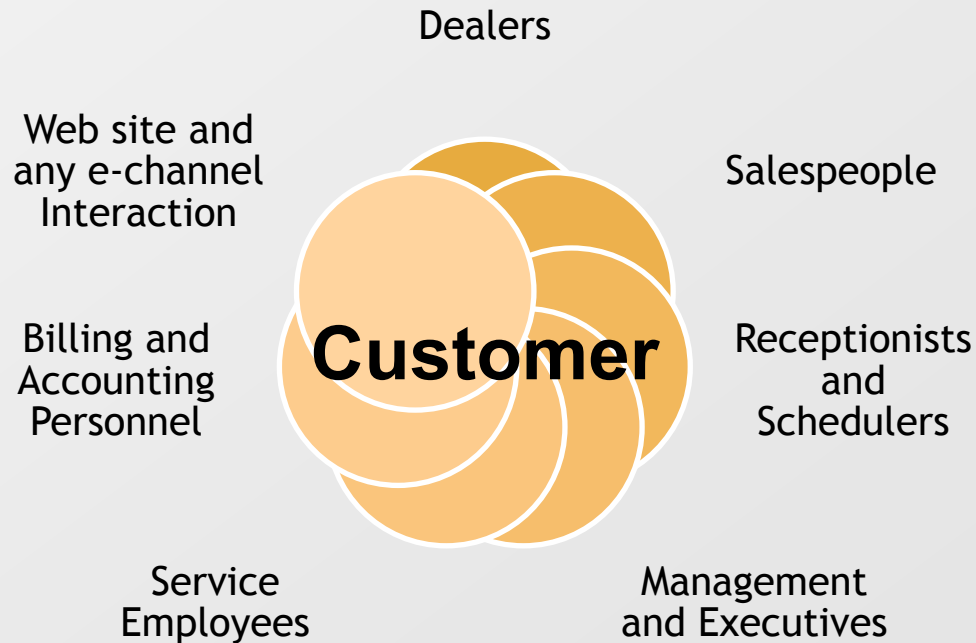 Dealers
Web site and
any e-channel
Interaction
Salespeople
Customer
Billing and
Accounting
Personnel
Receptionists
and
Schedulers
Service
Employees
Management
and Executives